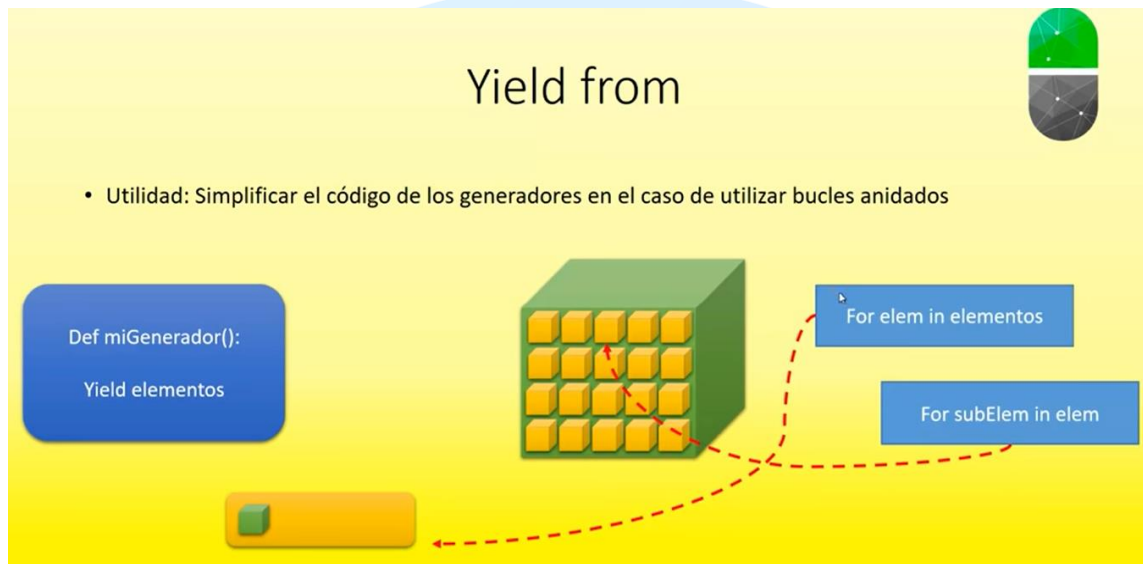 Yield from
• Utilidad: Simplificar el código de los generadores en el caso de utilizar bucles anidados
Def miGenerador():
Yield elementos
For elem in elementos
For subElem in elem